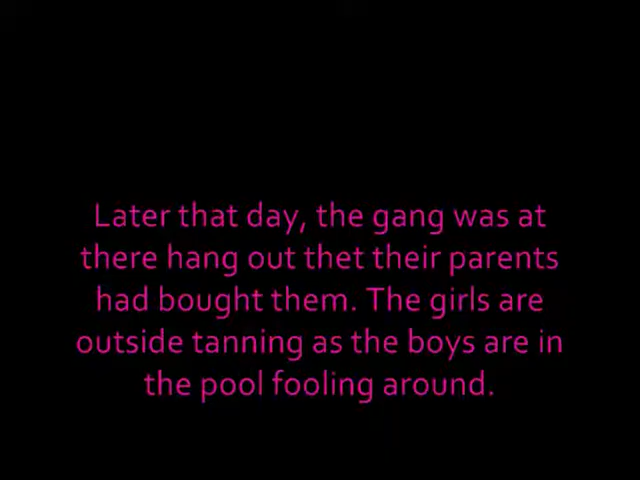 Later that day, the gang was at
there hang out thet their parents
had bought them. The girls are
outside tanning as the boys are in
the pool fooling around.